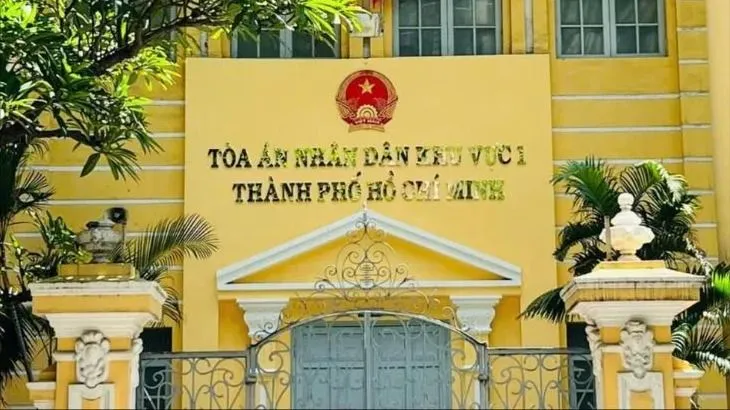 TÒA ÁN NHÂN DÂN KHU VỰC 1
THÀNH PHỐ HỒ CHÍ MINH